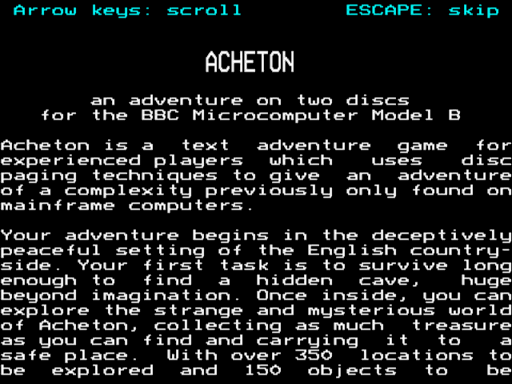 Arrow keys: scroll ESCAPE: skip
ACHETON
an adventure on two discs
for the BBC Microcomputer Model B
Acheton is a text adventure game for
experienced players which uses disc
paging techniques to give an adventure
of a complexity previously only found on
mainframe computers.
Your adventure begins in the deceptively
peaceful setting of the English country-
side. Your first task is to survive long
enough to find a hidden cave, huge
beyond imagination. Once inside, you can
explore the strange and mysterious world
of Acheton, collecting as much treasure
as you can find and carrying it to a
safe place. With over 350 locations to
be explored and 150 objects to be